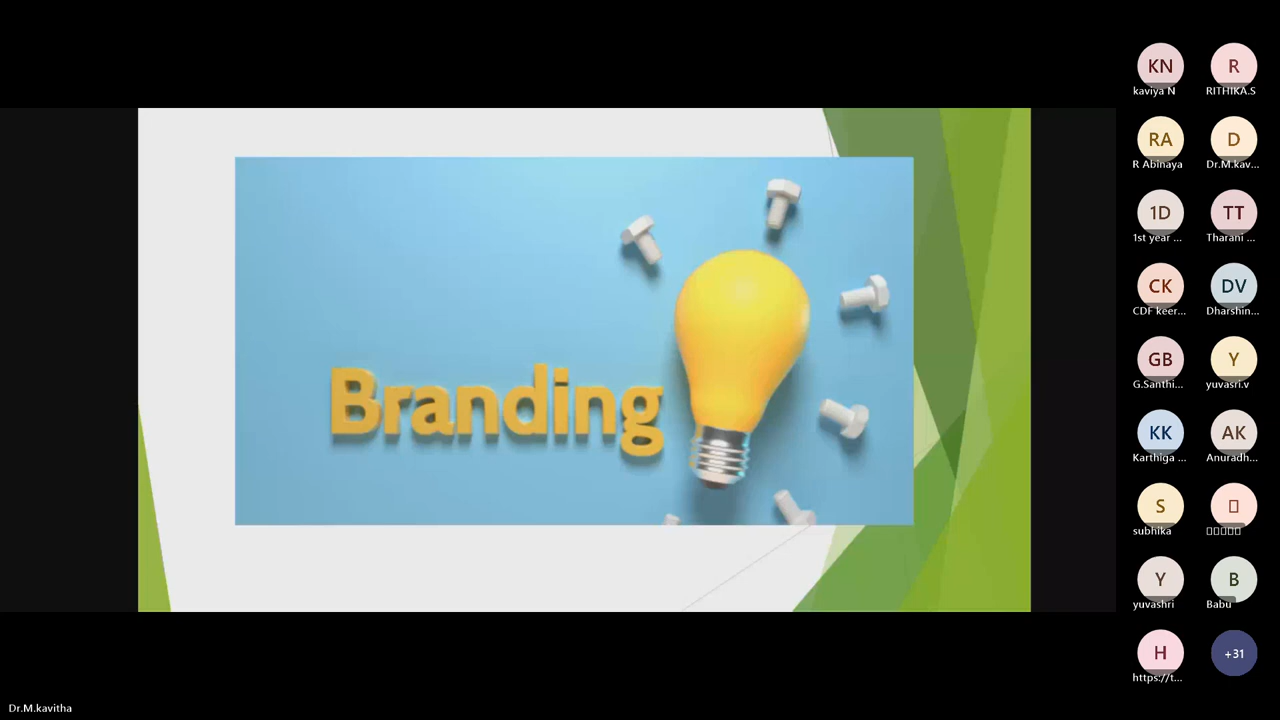 Branding
KN
kaviya N
R
RITHIKA.S
RA
R Abinaya
D
Dr.M.kav...
1D
1st year ...
TT
Tharani ...
CK
CDF keer...
DV
Dharshin...
GB
G.Santhi...
Y
yuvasri.v
KK
Karthiga ...
AK
Anuradh...
S
subhika
Y
yuvashri
B
Babu
H
https://t...
+31
Dr.M.kavitha